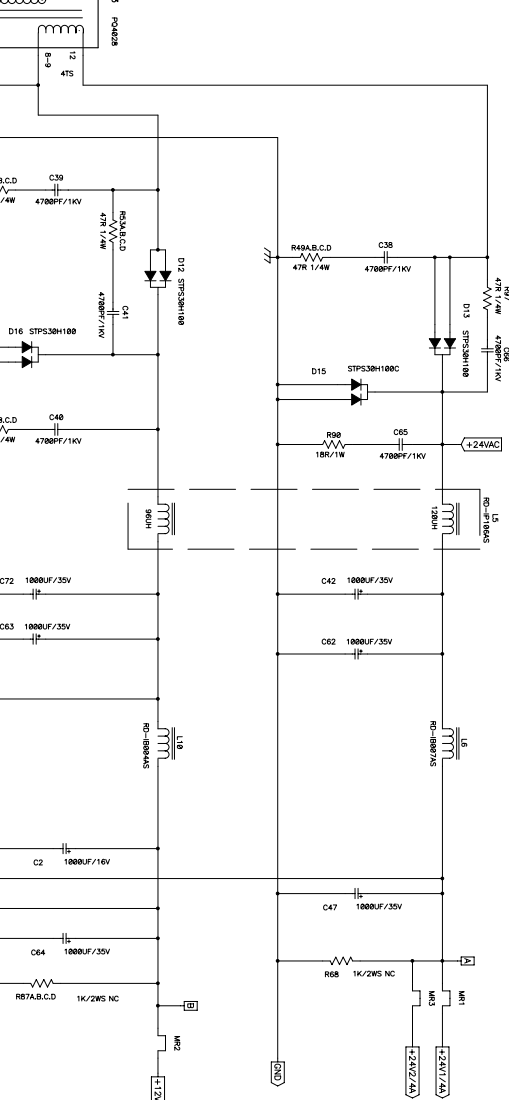 PQ4028
12
8-9
4TS
C39
4700PF/1KV
R53A.B.C.D
47R 1/4W
C41
4700PF/1KV
D12 STPS30H100
D16 STPS30H100
R49A.B.C.D
47R 1/4W
C38
4700PF/1KV
R97
47R 1/4W
C66
4700PF/1KV
D13
STPS30H100
D15
STPS30H100C
B.C.D
/4W
C40
4700PF/1KV
R90
18R/1W
C65
4700PF/1KV
+24VAC
L5
RD-IP106AS
96UH
120UH
C72 1000UF/35V
C42 1000UF/35V
C63 1000UF/35V
C62 1000UF/35V
L10
RD-IB004AS
L6
RD-IB007AS
C2 1000UF/16V
C47 1000UF/35V
C64 1000UF/35V
R68 1K/2WS NC
A
R87A.B.C.D 1K/2WS NC
B
MR1
MR3
MR2
GND
+24V2/4A
+24V1/4A
+12V